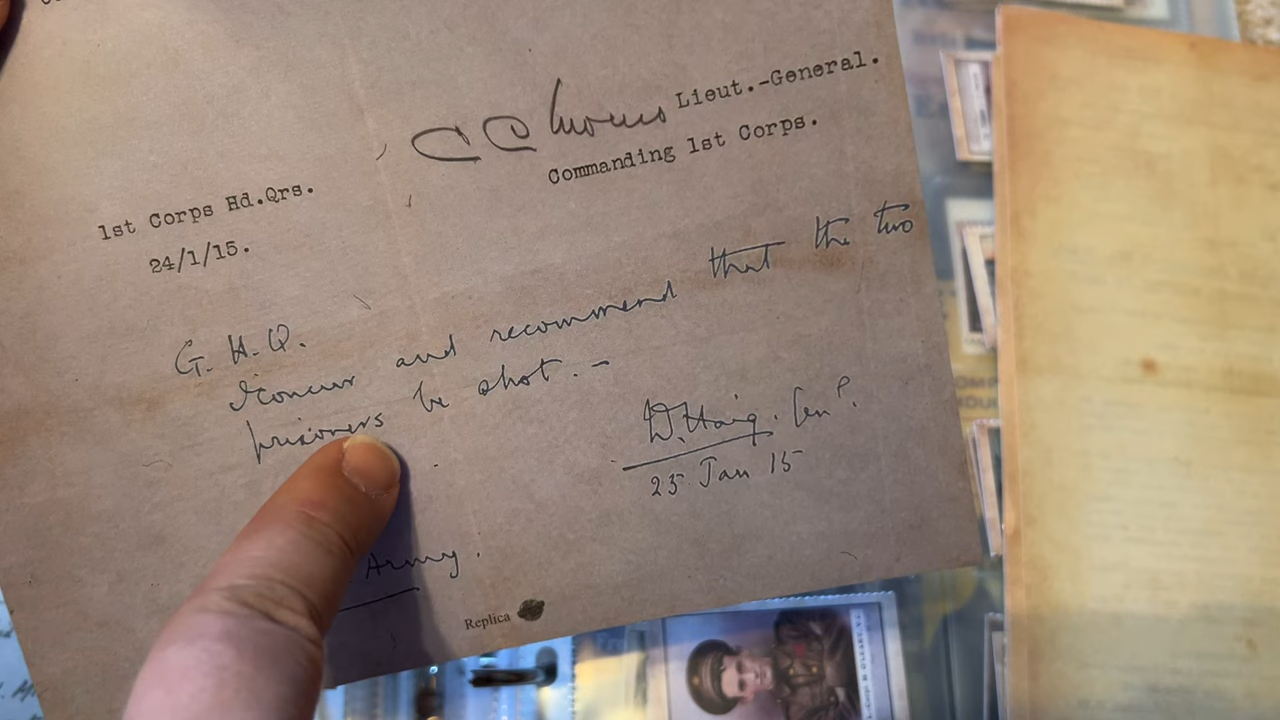 CCMonro Lieut.-General.
Commanding 1st Corps.
1st Corps Hd.Qrs.
24/1/15.
G.H.Q.
I concur and recommend that the two
prisoners be shot. –
D.Haig. Genl.
25 Jan 15
Army.
Replica